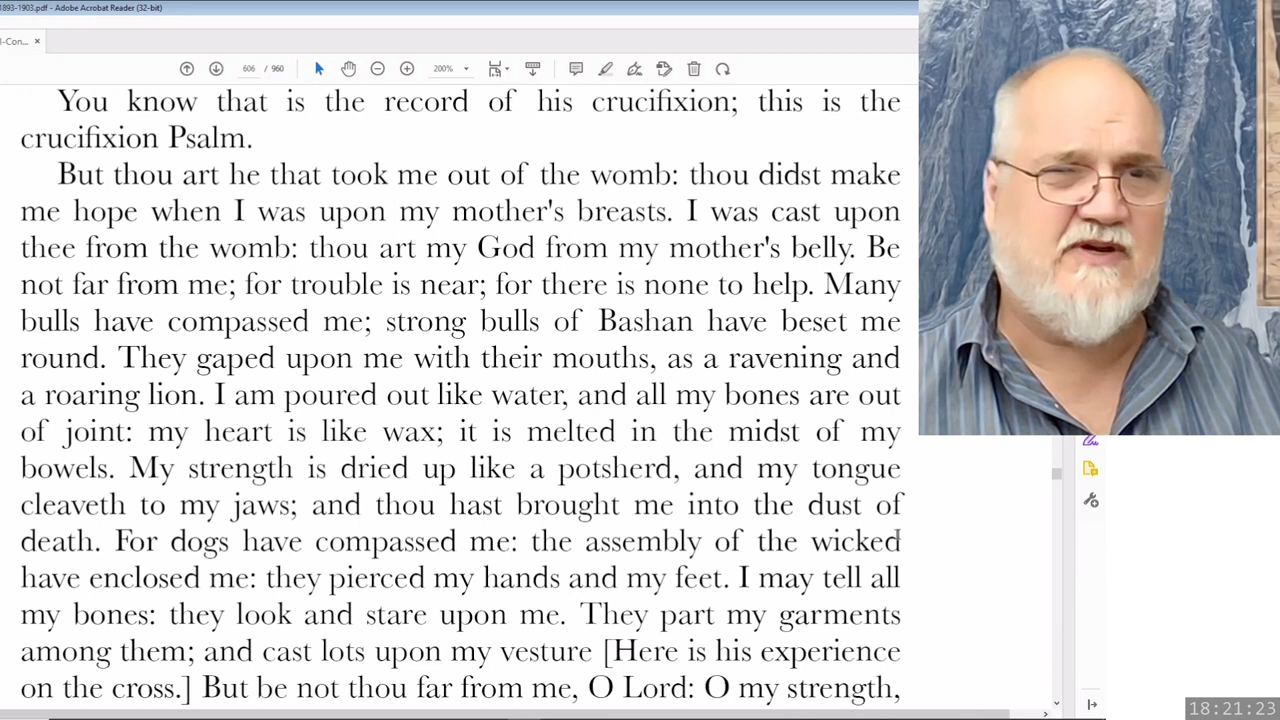 1893-1903.pdf - Adobe Acrobat Reader (32-bit)
l-Con... ×
606 / 960 200%
You know that is the record of his crucifixion; this is the
crucifixion Psalm.
But thou art he that took me out of the womb: thou didst make
me hope when I was upon my mother's breasts. I was cast upon
thee from the womb: thou art my God from my mother's belly. Be
not far from me; for trouble is near; for there is none to help. Many
bulls have compassed me; strong bulls of Bashan have beset me
round. They gaped upon me with their mouths, as a ravening and
a roaring lion. I am poured out like water, and all my bones are out
of joint: my heart is like wax; it is melted in the midst of my
bowels. My strength is dried up like a potsherd, and my tongue
cleaveth to my jaws; and thou hast brought me into the dust of
death. For dogs have compassed me: the assembly of the wicked
have enclosed me: they pierced my hands and my feet. I may tell all
my bones: they look and stare upon me. They part my garments
among them; and cast lots upon my vesture [Here is his experience
on the cross.] But be not thou far from me, O Lord: O my strength,
18:21:23